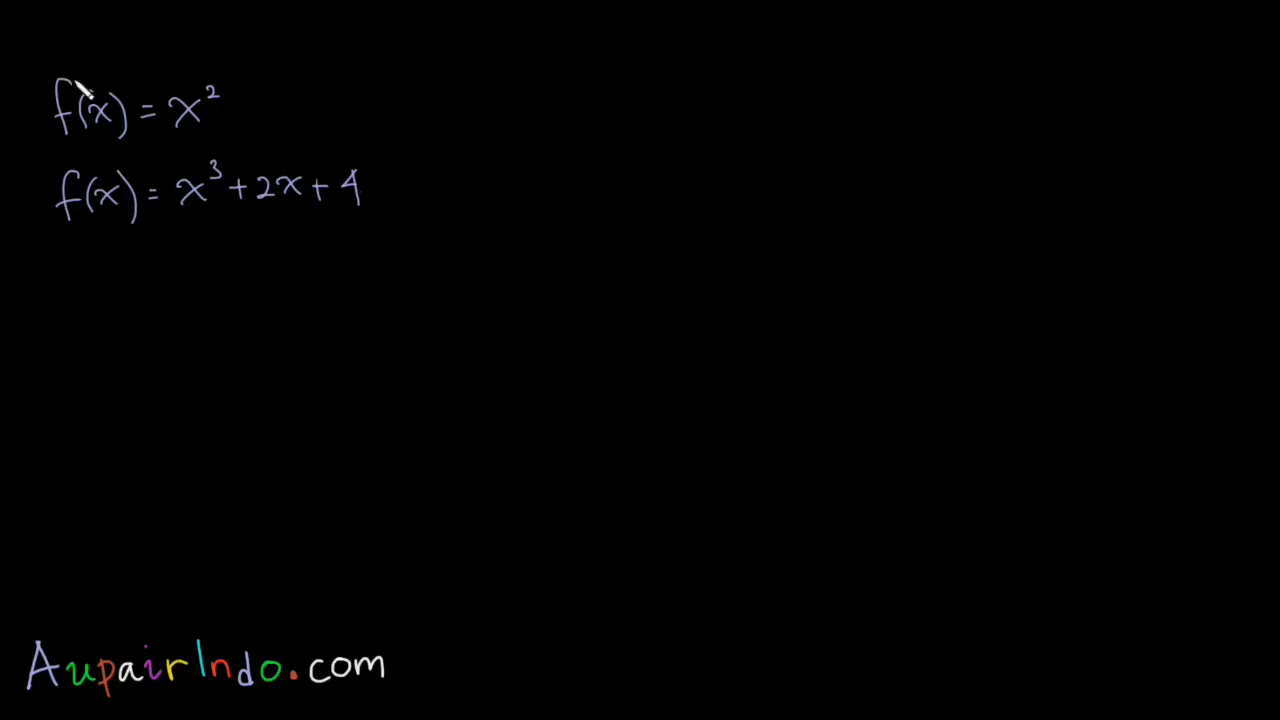 f(x) = x²
f(x) = x³ + 2x + 4
AupairIndo.com